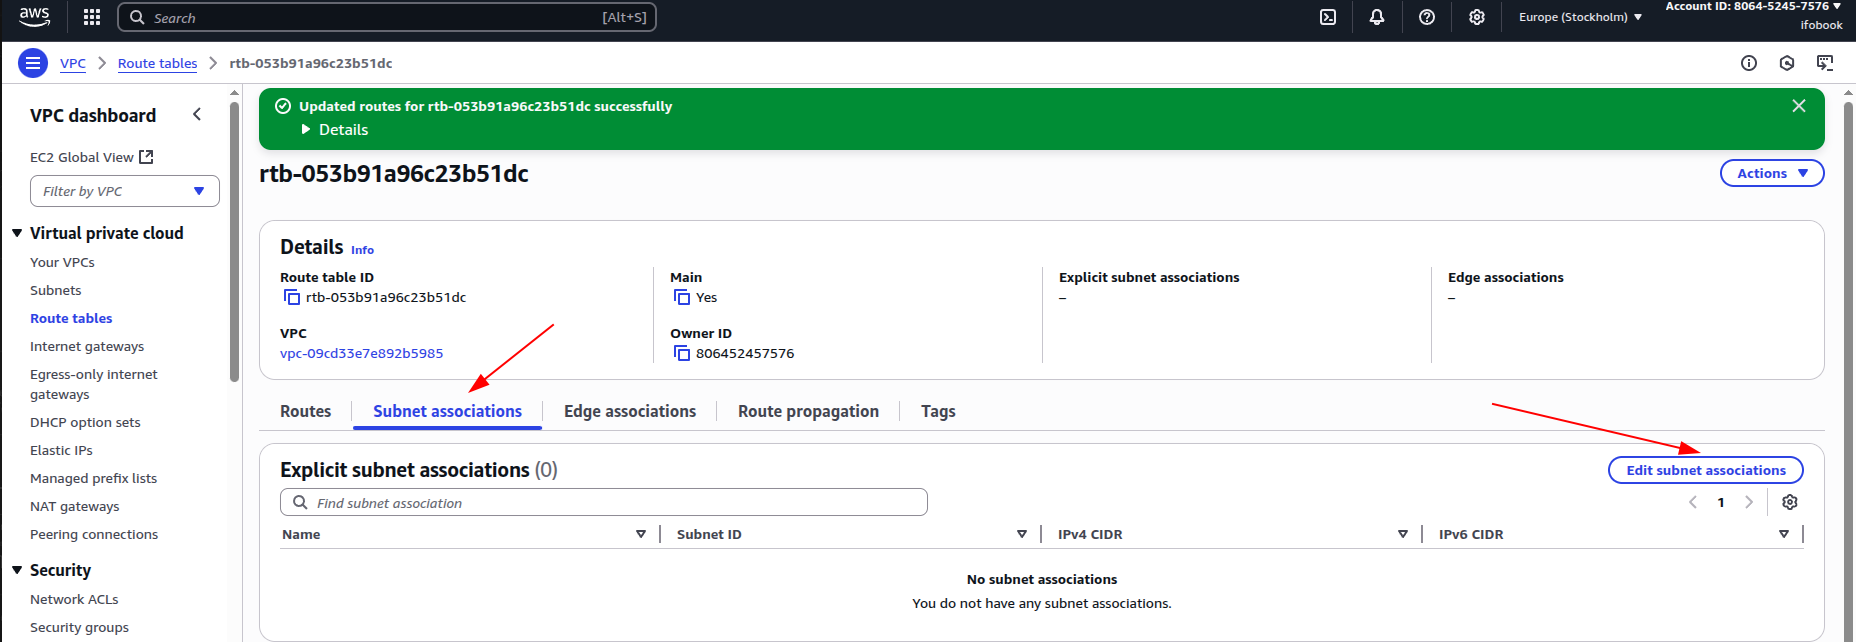 aws
Search
[Alt+S]
Europe (Stockholm)
Account ID: 8064-5245-7576
ifobook
VPC
Route tables
rtb-053b91a96c23b51dc
VPC dashboard
EC2 Global View
Filter by VPC
Virtual private cloud
Your VPCs
Subnets
Route tables
Internet gateways
Egress-only internet
gateways
DHCP option sets
Elastic IPs
Managed prefix lists
NAT gateways
Peering connections
Security
Network ACLs
Security groups
Updated routes for rtb-053b91a96c23b51dc successfully
Details
rtb-053b91a96c23b51dc
Actions
Details Info
Route table ID
rtb-053b91a96c23b51dc
VPC
vpc-09cd33e7e892b5985
Main
Yes
Owner ID
806452457576
Explicit subnet associations
–
Edge associations
–
Routes
Subnet associations
Edge associations
Route propagation
Tags
Explicit subnet associations (0)
Edit subnet associations
Find subnet association
1
Name
Subnet ID
IPv4 CIDR
IPv6 CIDR
No subnet associations
You do not have any subnet associations.